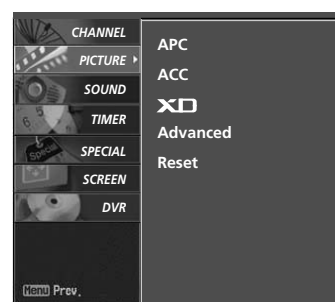 CHANNEL
PICTURE
SOUND
TIMER
SPECIAL
SCREEN
DVR
Menu Prev.
APC
ACC
XD
Advanced
Reset